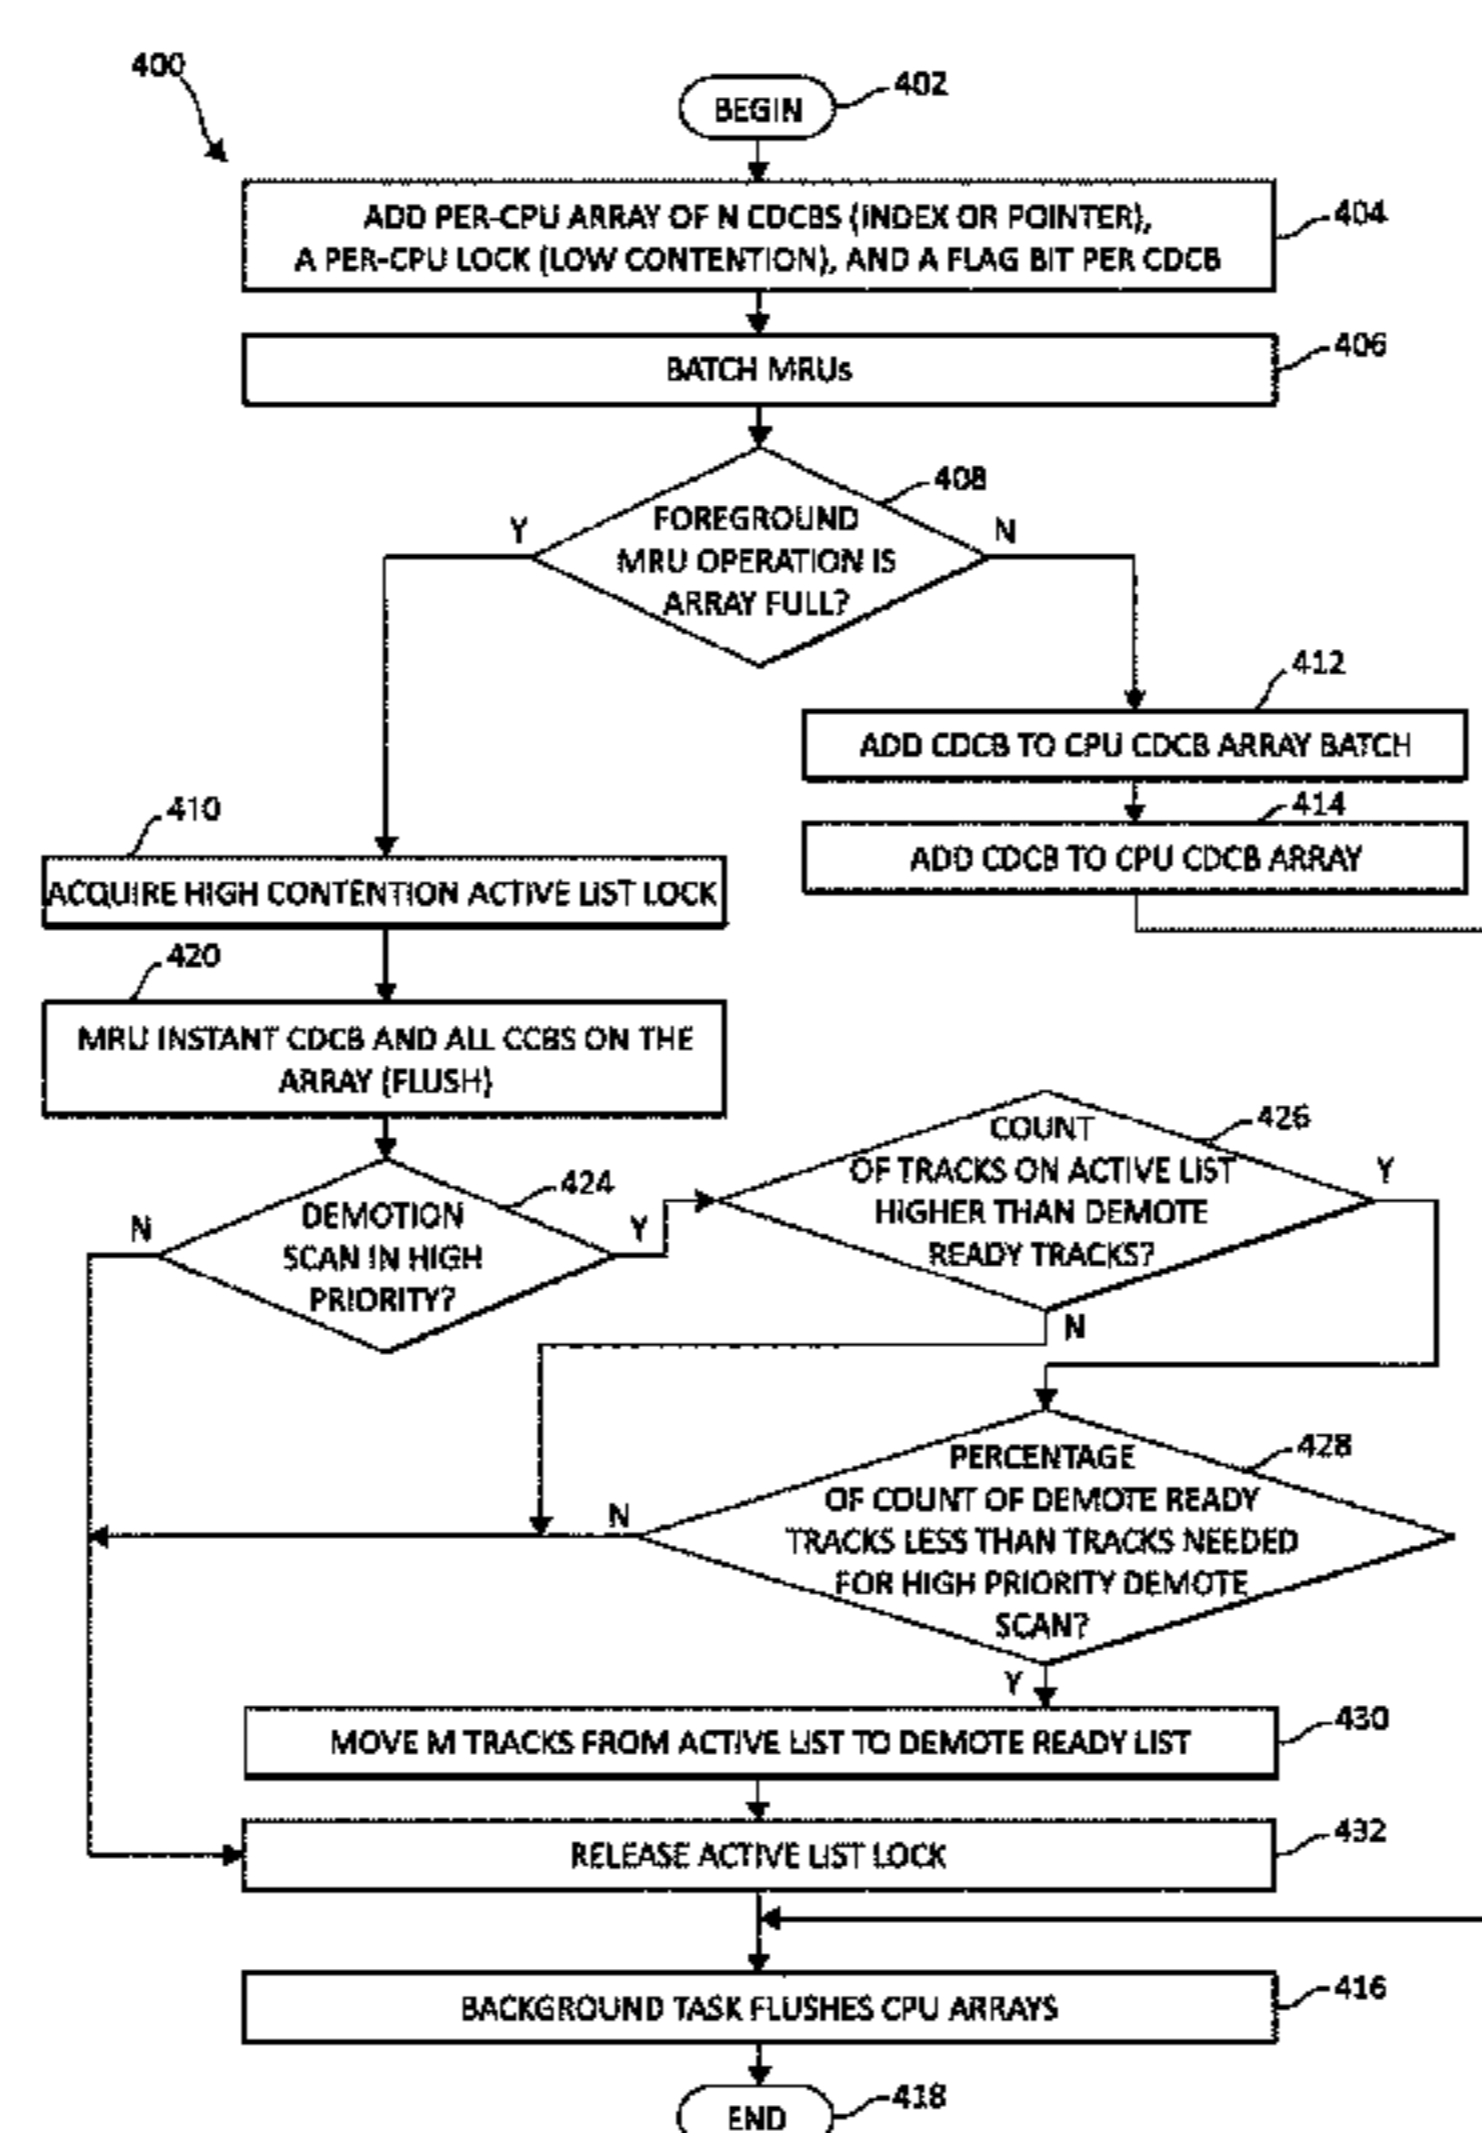 400
BEGIN
402
ADD PER-CPU ARRAY OF N CDCBS (INDEX OR POINTER),
A PER-CPU LOCK (LOW CONTENTION), AND A FLAG BIT PER CDCB
404
BATCH MRUs
406
408
FOREGROUND
MRU OPERATION IS
ARRAY FULL?
Y
N
412
ADD CDCB TO CPU CDCB ARRAY BATCH
414
ADD CDCB TO CPU CDCB ARRAY
410
ACQUIRE HIGH CONTENTION ACTIVE LIST LOCK
420
MRU INSTANT CDCB AND ALL CCBS ON THE
ARRAY (FLUSH)
424
DEMOTION
SCAN IN HIGH
PRIORITY?
N
Y
426
COUNT
OF TRACKS ON ACTIVE LIST
HIGHER THAN DEMOTE
READY TRACKS?
Y
N
428
PERCENTAGE
OF COUNT OF DEMOTE READY
TRACKS LESS THAN TRACKS NEEDED
FOR HIGH PRIORITY DEMOTE
SCAN?
N
Y
MOVE M TRACKS FROM ACTIVE LIST TO DEMOTE READY LIST
430
RELEASE ACTIVE LIST LOCK
432
BACKGROUND TASK FLUSHES CPU ARRAYS
416
END
418